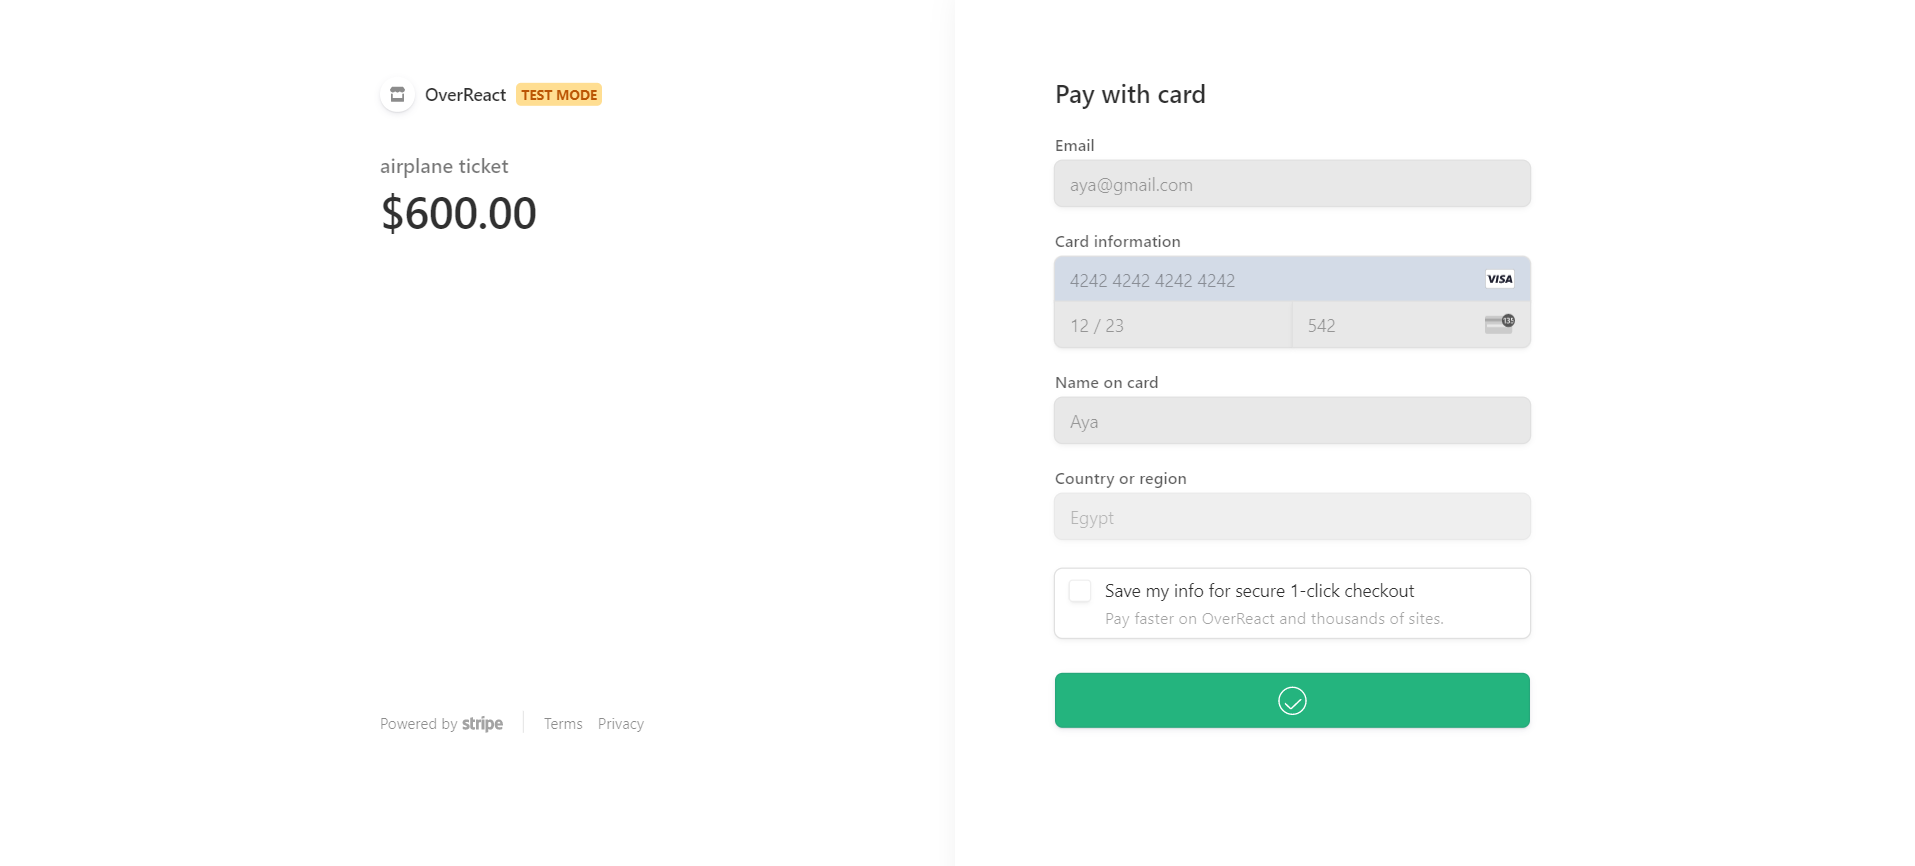 OverReact TEST MODE
airplane ticket
$600.00
Powered by stripe
Terms Privacy
Pay with card
Email
aya@gmail.com
Card information
4242 4242 4242 4242 VISA
12 / 23
542 135
Name on card
Aya
Country or region
Egypt
Save my info for secure 1-click checkout
Pay faster on OverReact and thousands of sites.